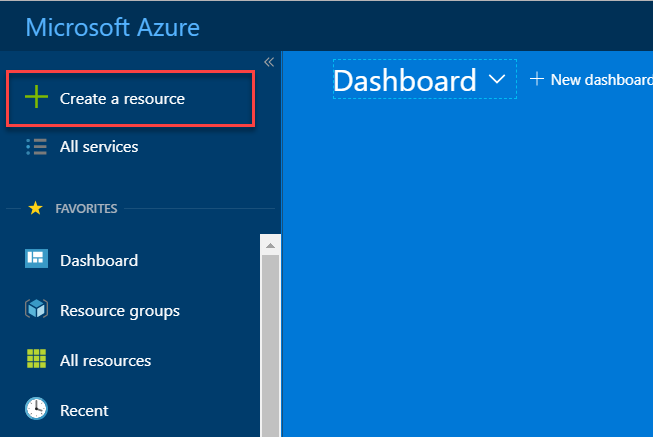 Microsoft Azure
Create a resource
All services
FAVORITES
Dashboard
Resource groups
All resources
Recent
Dashboard
New dashboard